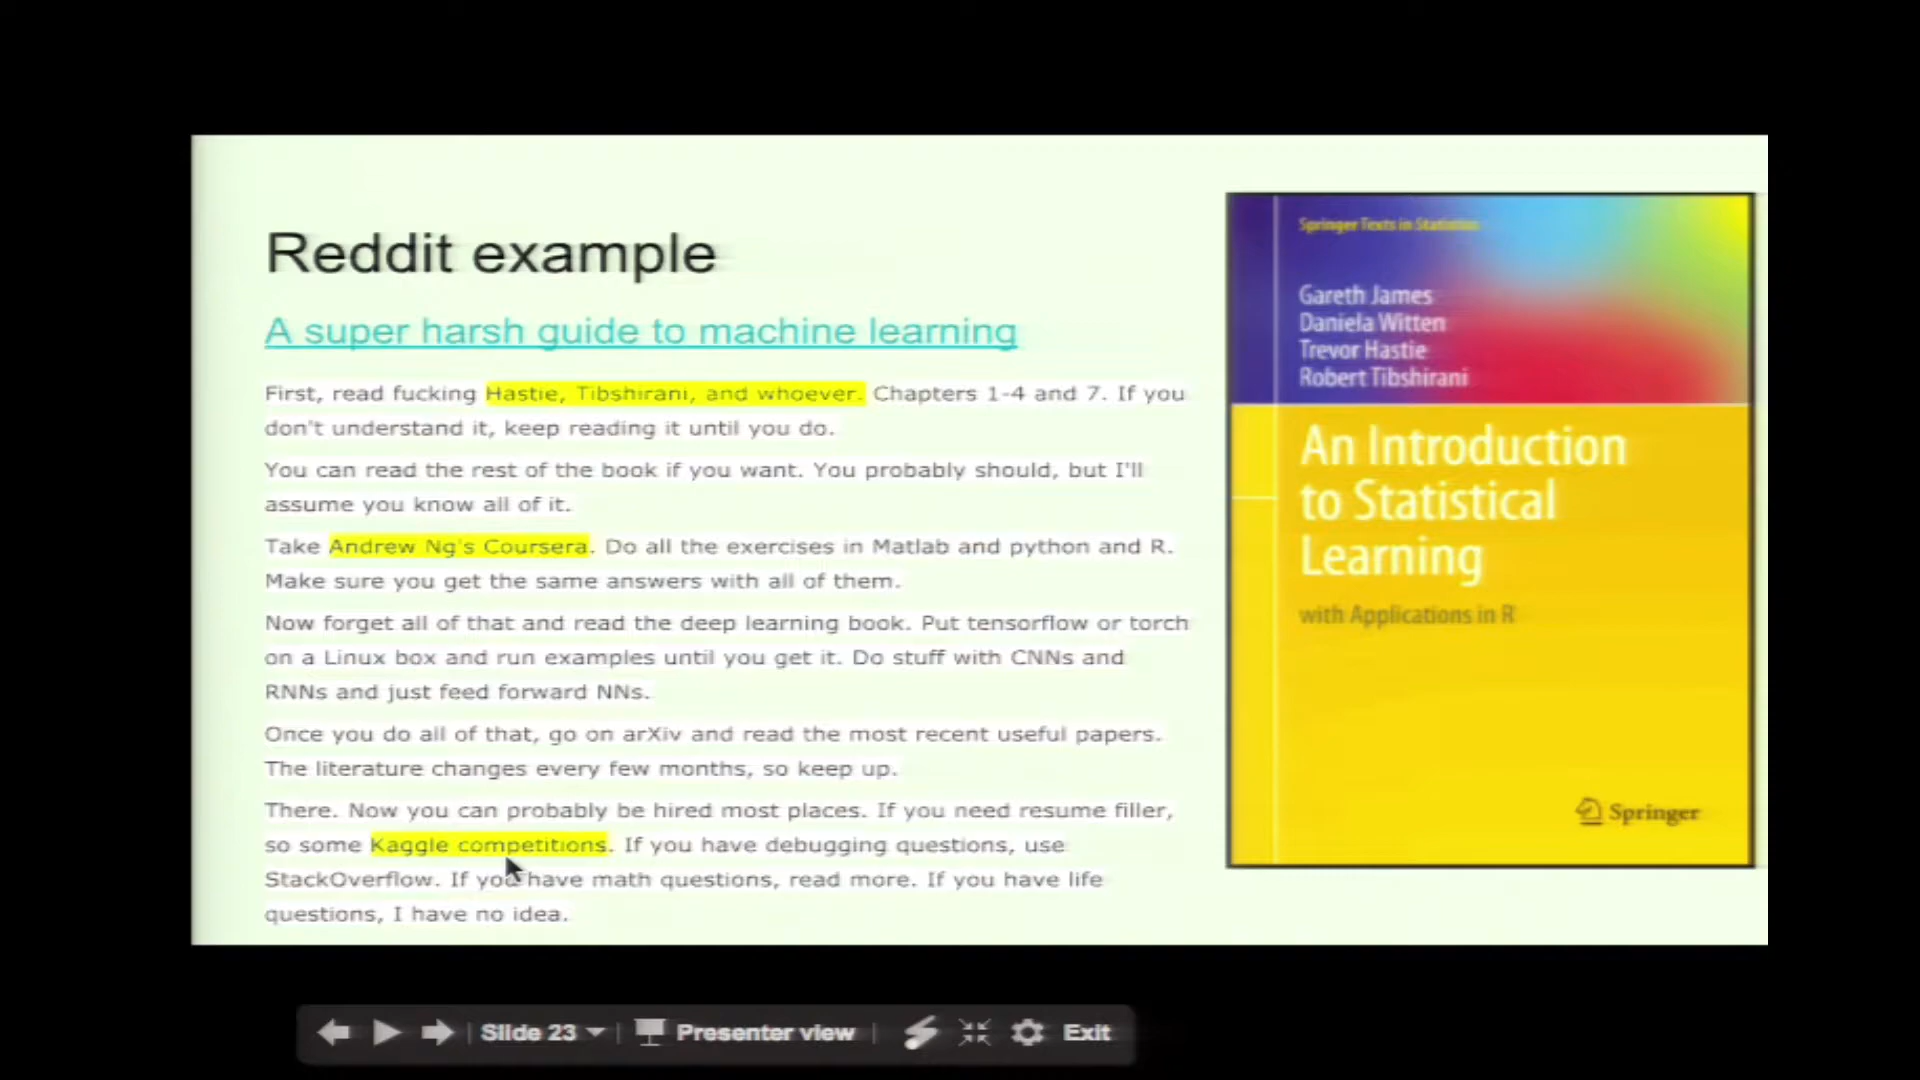 Reddit example
A super harsh guide to machine learning
First, read fucking Hastie, Tibshirani, and whoever. Chapters 1-4 and 7. If you
don't understand it, keep reading it until you do.
You can read the rest of the book if you want. You probably should, but I'll
assume you know all of it.
Take Andrew Ng's Coursera. Do all the exercises in Matlab and python and R.
Make sure you get the same answers with all of them.
Now forget all of that and read the deep learning book. Put tensorflow or torch
on a Linux box and run examples until you get it. Do stuff with CNNs and
RNNs and just feed forward NNs.
Once you do all of that, go on arXiv and read the most recent useful papers.
The literature changes every few months, so keep up.
There. Now you can probably be hired most places. If you need resume filler,
so some Kaggle competitions. If you have debugging questions, use
StackOverflow. If you have math questions, read more. If you have life
questions, I have no idea.
Springer Texts in Statistics
Gareth James
Daniela Witten
Trevor Hastie
Robert Tibshirani
An Introduction
to Statistical
Learning
with Applications in R
Springer
Slide 23 Presenter view Exit